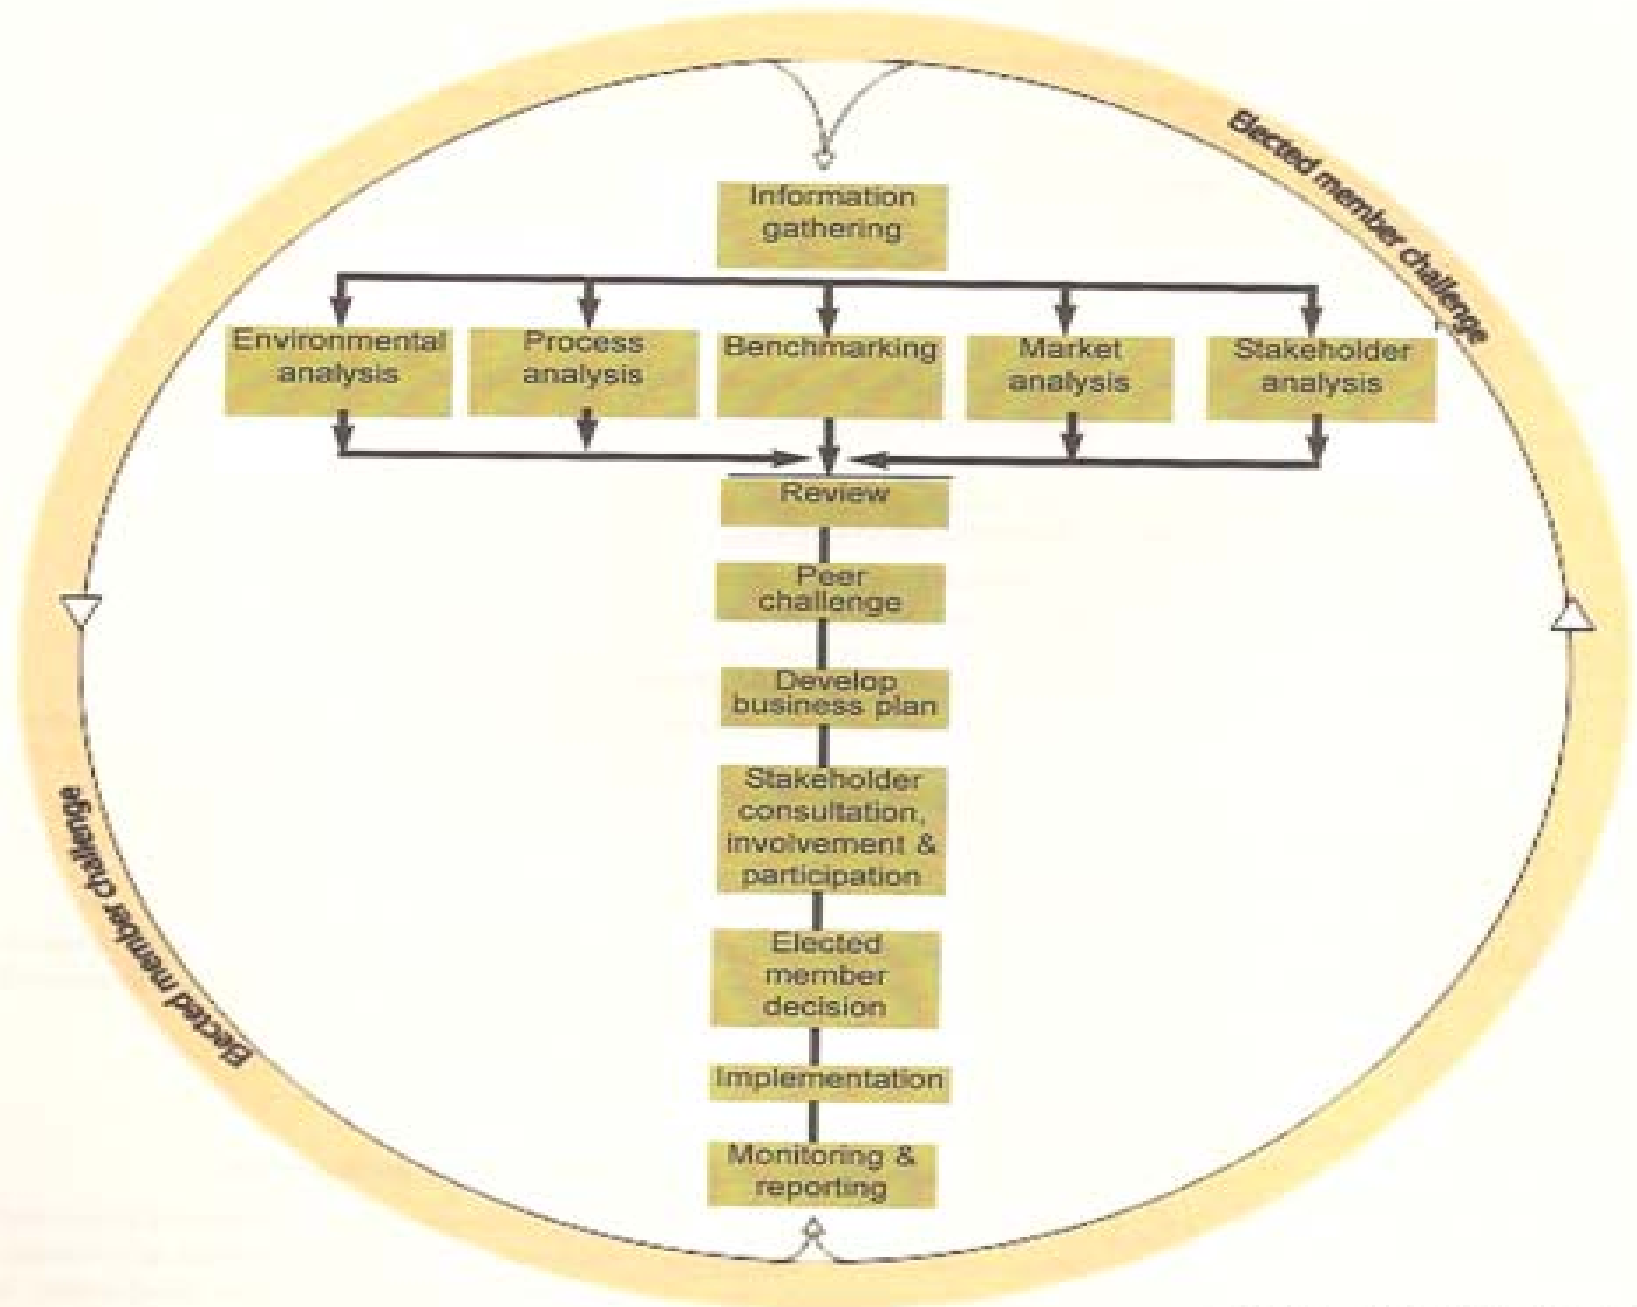 Elected member challenge
Information
gathering
Environmental
analysis
Process
analysis
Benchmarking
Market
analysis
Stakeholder
analysis
Review
Peer
challenge
Develop
business plan
Stakeholder
consultation,
involvement &
participation
Elected
member
decision
Implementation
Monitoring &
reporting
Elected member challenge